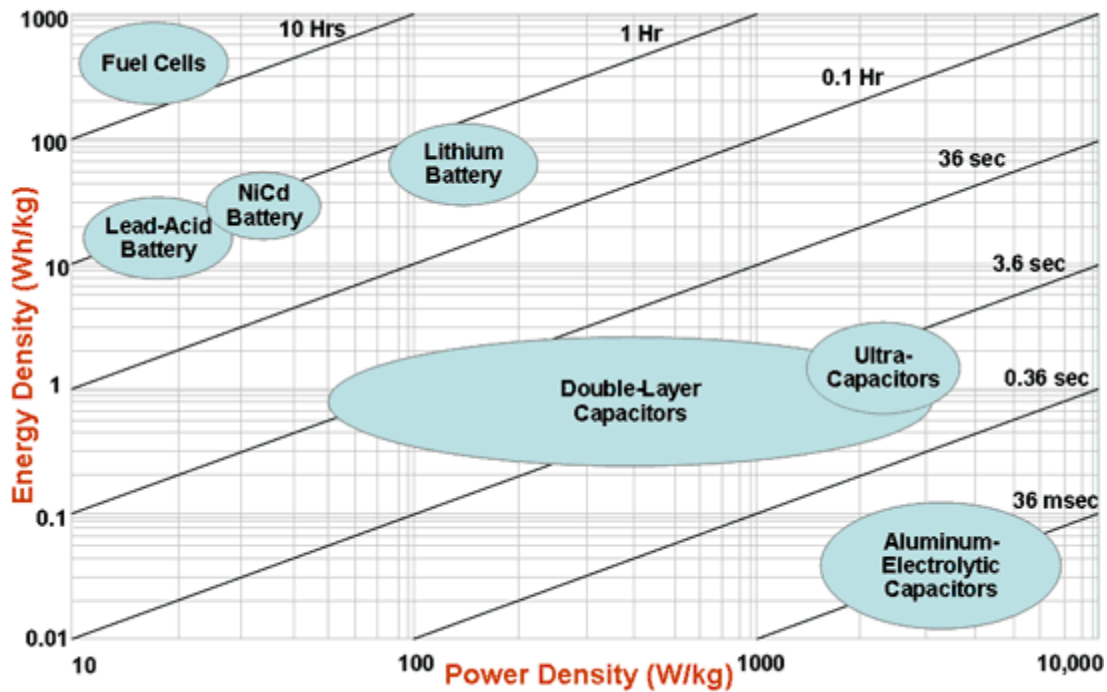 1000
10 Hrs
1 Hr
Fuel Cells
0.1 Hr
100
Lithium
Battery
36 sec
NiCd
Battery
Lead-Acid
Battery
10
3.6 sec
Energy Density (Wh/kg)
Ultra-
Capacitors
1
Double-Layer
Capacitors
0.36 sec
0.1
36 msec
Aluminum-
Electrolytic
Capacitors
0.01
10
100
Power Density (W/kg)
1000
10,000